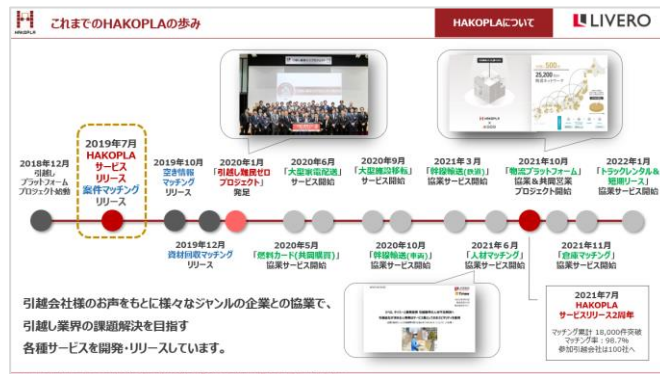 HAKOPLA
これまでのHAKOPLAの歩み
HAKOPLAについて
LIVERO
2018年12月
引越し
プラットフォーム
プロジェクト始動
2019年7月
HAKOPLA
サービス
リリース
案件マッチング
リリース
2019年10月
空き情報
マッチング
リリース
2020年1月
「引越し難民ゼロ
プロジェクト」
発足
2020年6月
「大型家電配送」
サービス開始
2020年9月
「大型施設移転」
サービス開始
2021年3月
「幹線輸送(鉄道)」
協業サービス開始
2021年10月
「物流プラットフォーム」
協業&共同営業
プロジェクト開始
2022年1月
「トラックレンタル&
短期リース」
協業サービス開始
500
25,200
2019年12月
資材回収マッチング
リリース
2020年5月
「燃料カード(共同購買)」
協業サービス開始
2020年10月
「幹線輸送(車両)」
協業サービス開始
2021年6月
「人材マッチング」
協業サービス開始
2021年11月
「倉庫マッチング」
協業サービス開始
引越会社様のお声をもとに様々なジャンルの企業との協業で、
引越し業界の課題解決を目指す
各種サービスを開発・リリースしています。
2021年7月
HAKOPLA
サービスリリース2周年
マッチング累計 18,000件突破
マッチング率:98.7%
参加引越会社は100社へ